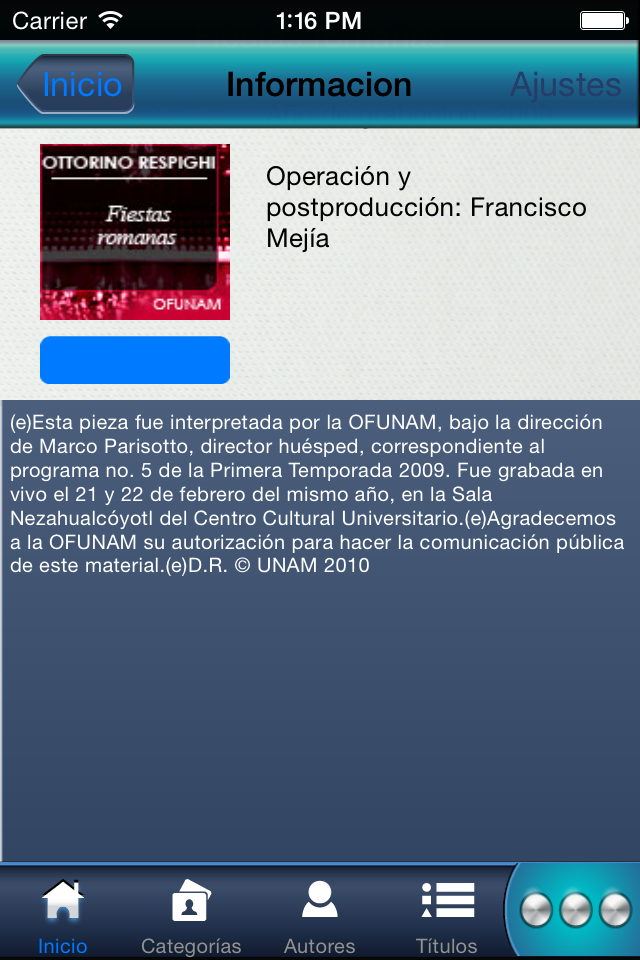 Carrier 1:16 PM
Inicio Informacion Ajustes
OTTORINO RESPIGHI
Fiestas
romanas
OFUNAM
Operación y
postproducción: Francisco
Mejía
(e)Esta pieza fue interpretada por la OFUNAM, bajo la dirección
de Marco Parisotto, director huésped, correspondiente al
programa no. 5 de la Primera Temporada 2009. Fue grabada en
vivo el 21 y 22 de febrero del mismo año, en la Sala
Nezahualcóyotl del Centro Cultural Universitario.(e)Agradecemos
a la OFUNAM su autorización para hacer la comunicación pública
de este material.(e)D.R. © UNAM 2010
Inicio Categorías Autores Títulos